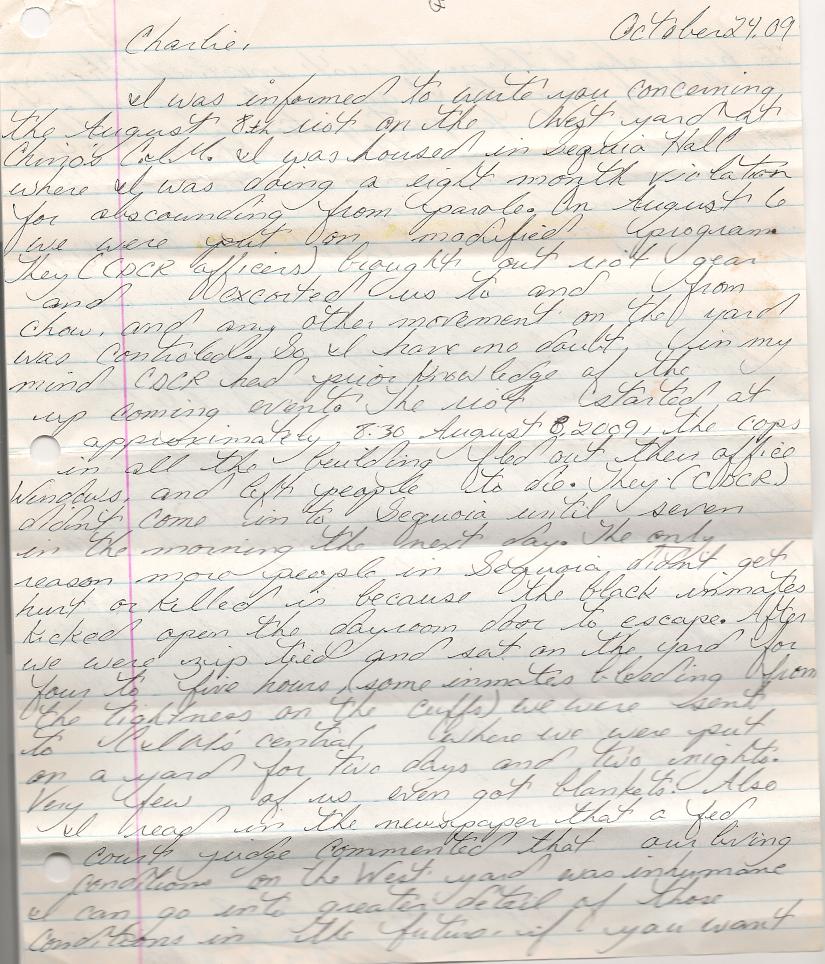 October 24, 09
Charlie,
I was informed to write you concerning
the August 8th riot on the West yard at
Chino's C.I.M. I was housed in Sequoia Hall
where I was doing a eight month violation
for abscounding from parole. On August 6
we were put on modified program.
They (CDCR officers) brought out riot gear
and excorted us to and from
chow, and any other movement on the yard
was controled. So, I have no doubt in my
mind CDCR had prior knowledge of the
up coming event. The riot started at
approximately 8:30 August 8, 2009, the cops
in all the building fled out their office
windows, and left people to die. They (CDCR)
didn't come into Sequoia until seven
in the morning the next day. The only
reason more people in Sequoia didn't get
hurt or killed is because the black inmates
kicked open the dayroom door to escape. After
we were zip tied and sat on the yard for
four to five hours (some inmates bleeding from
the tightness on the cuffs) we were sent
to C.I.M.'s central where we were put
on a yard for two days and two nights.
Very few of us even got blankets. Also
I read in the newspaper that a fed
court judge commented that our living
conditions on the West yard was inhumane
I can go into greater detail of those
conditions in the future. if you want